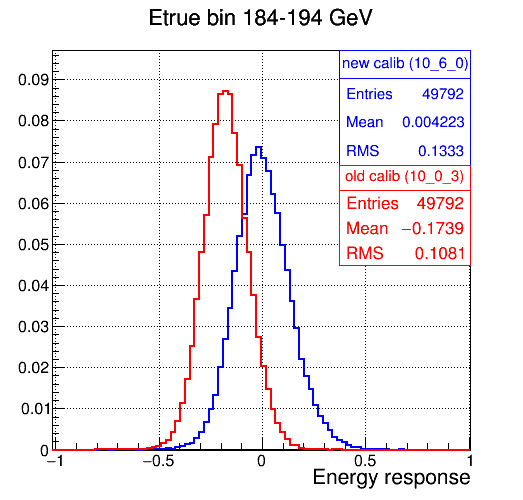 Etrue bin 184-194 GeV
new calib (10_6_0)
Entries 49792
Mean 0.004223
RMS 0.1333
old calib (10_0_3)
Entries 49792
Mean −0.1739
RMS 0.1081
0.09
0.08
0.07
0.06
0.05
0.04
0.03
0.02
0.01
0
−1 −0.5 0 0.5 1
Energy response